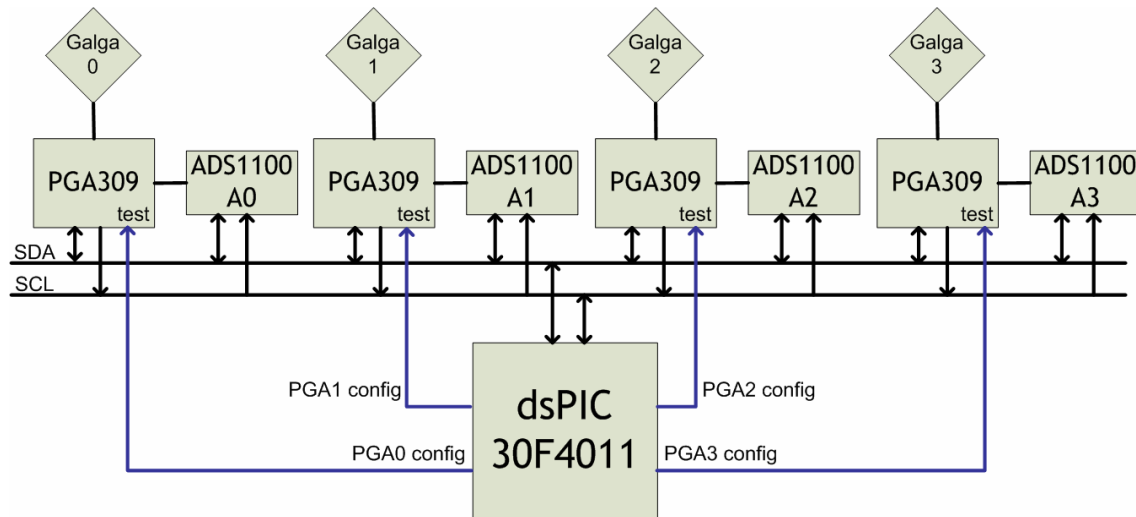 Galga
0
Galga
1
Galga
2
Galga
3
PGA309
test
ADS1100
A0
PGA309
test
ADS1100
A1
PGA309
test
ADS1100
A2
PGA309
test
ADS1100
A3
SDA
SCL
PGA1 config
PGA2 config
dsPIC
30F4011
PGA0 config
PGA3 config